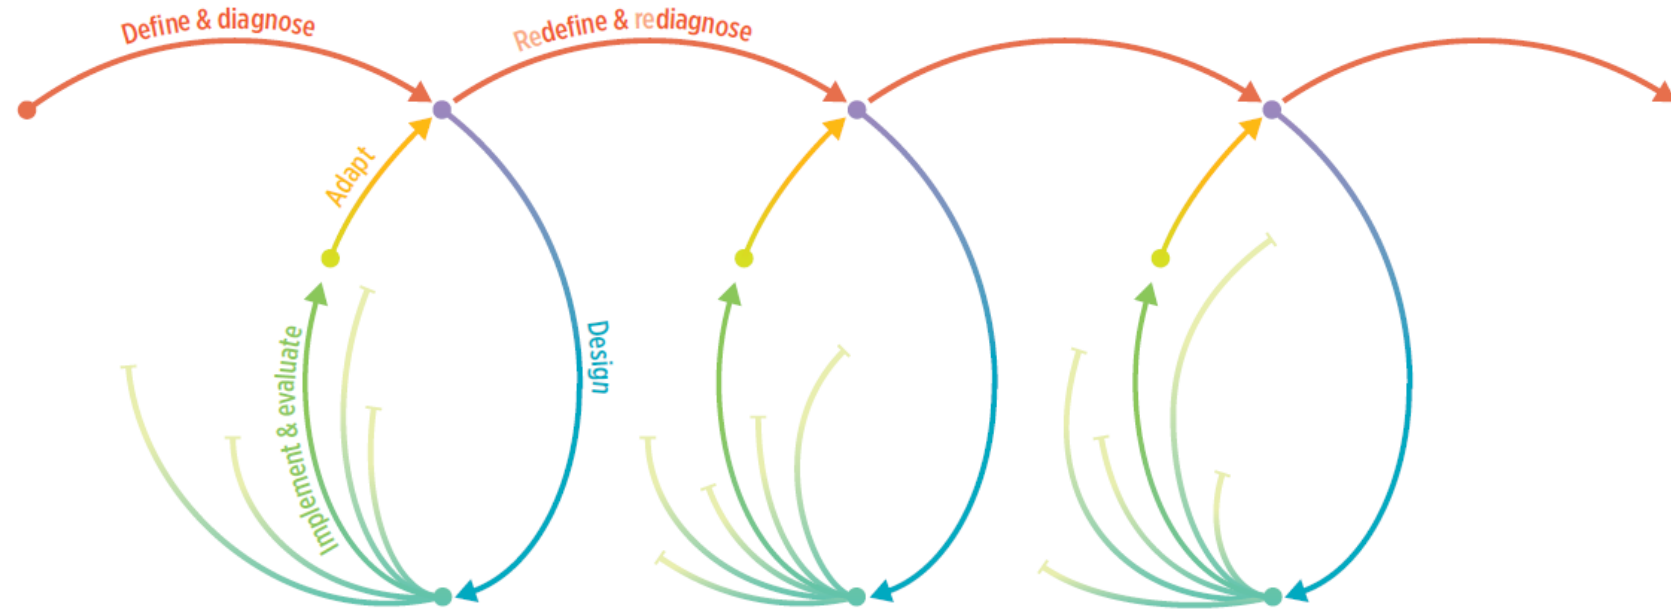 Define & diagnose
Redefine & rediagnose
Adapt
Design
Implement & evaluate